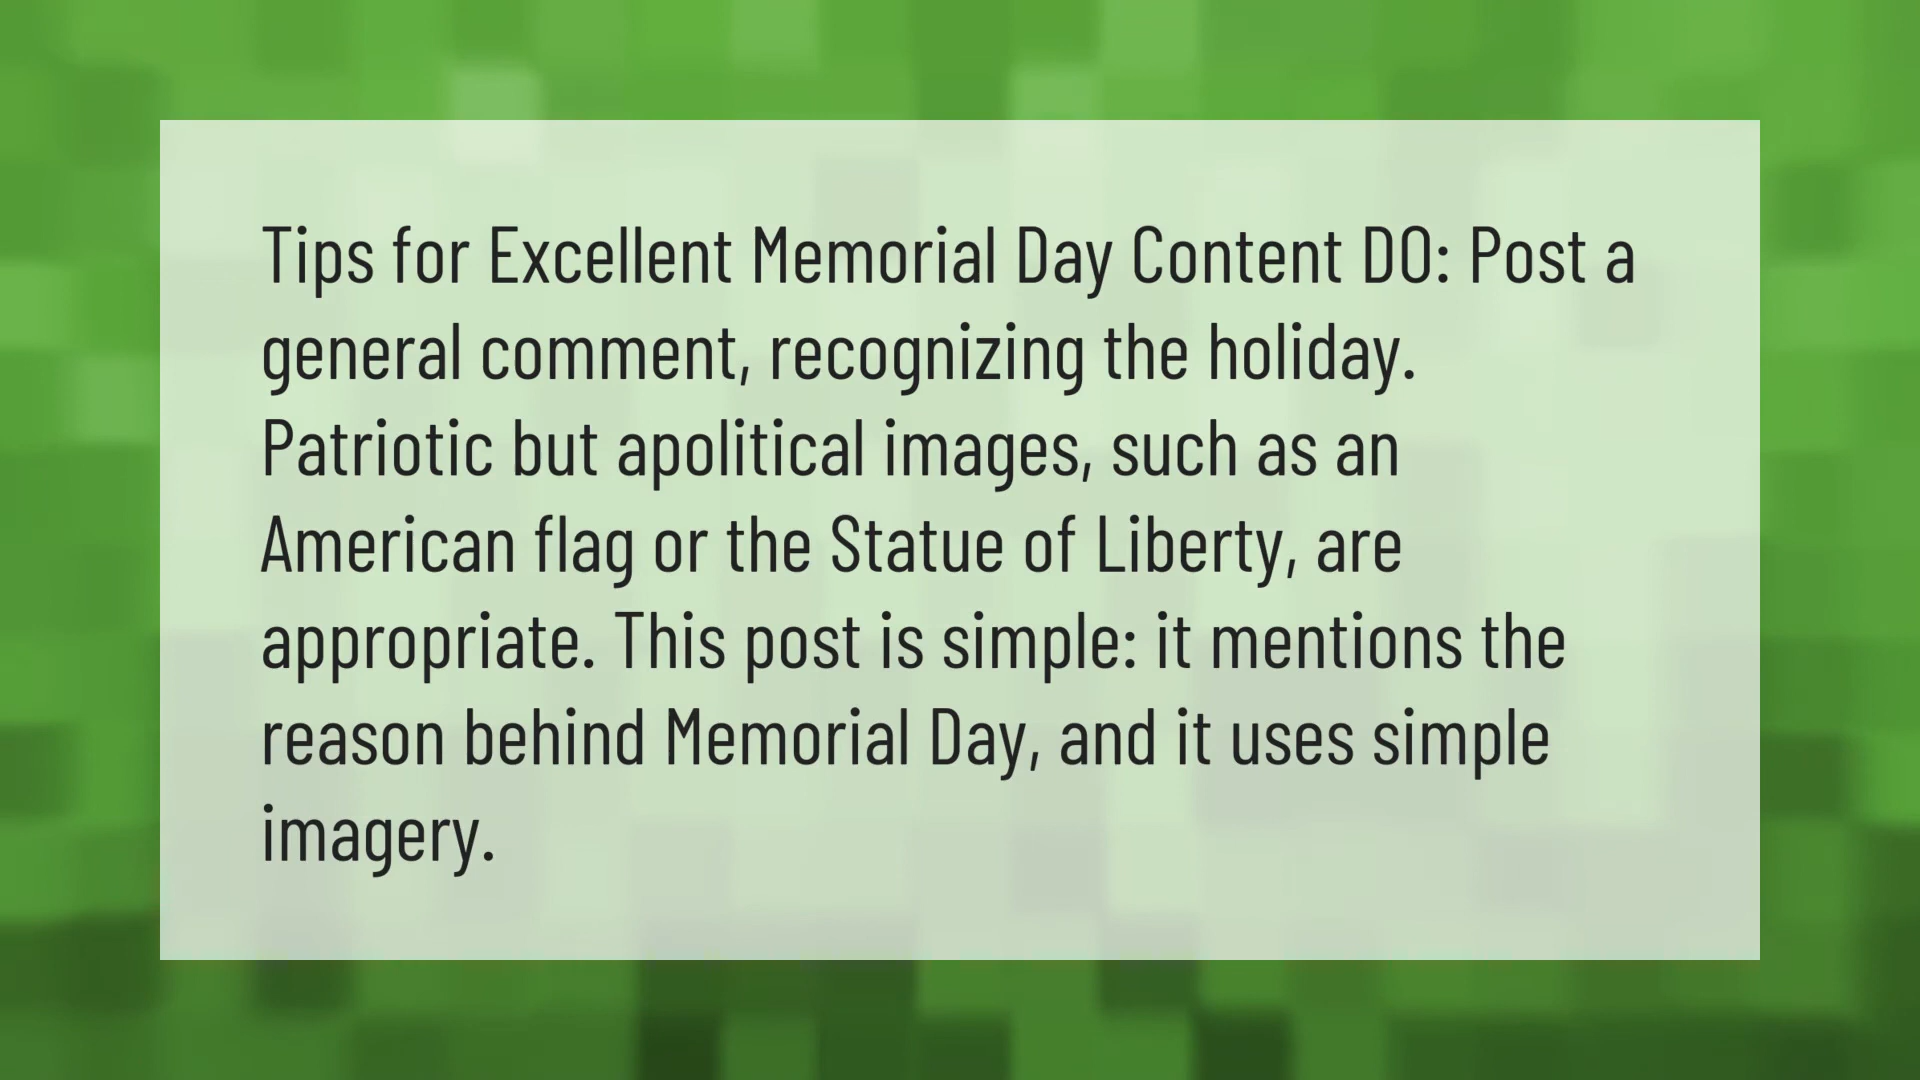 Tips for Excellent Memorial Day Content DO: Post a
general comment, recognizing the holiday.
Patriotic but apolitical images, such as an
American flag or the Statue of Liberty, are
appropriate. This post is simple: it mentions the
reason behind Memorial Day, and it uses simple
imagery.